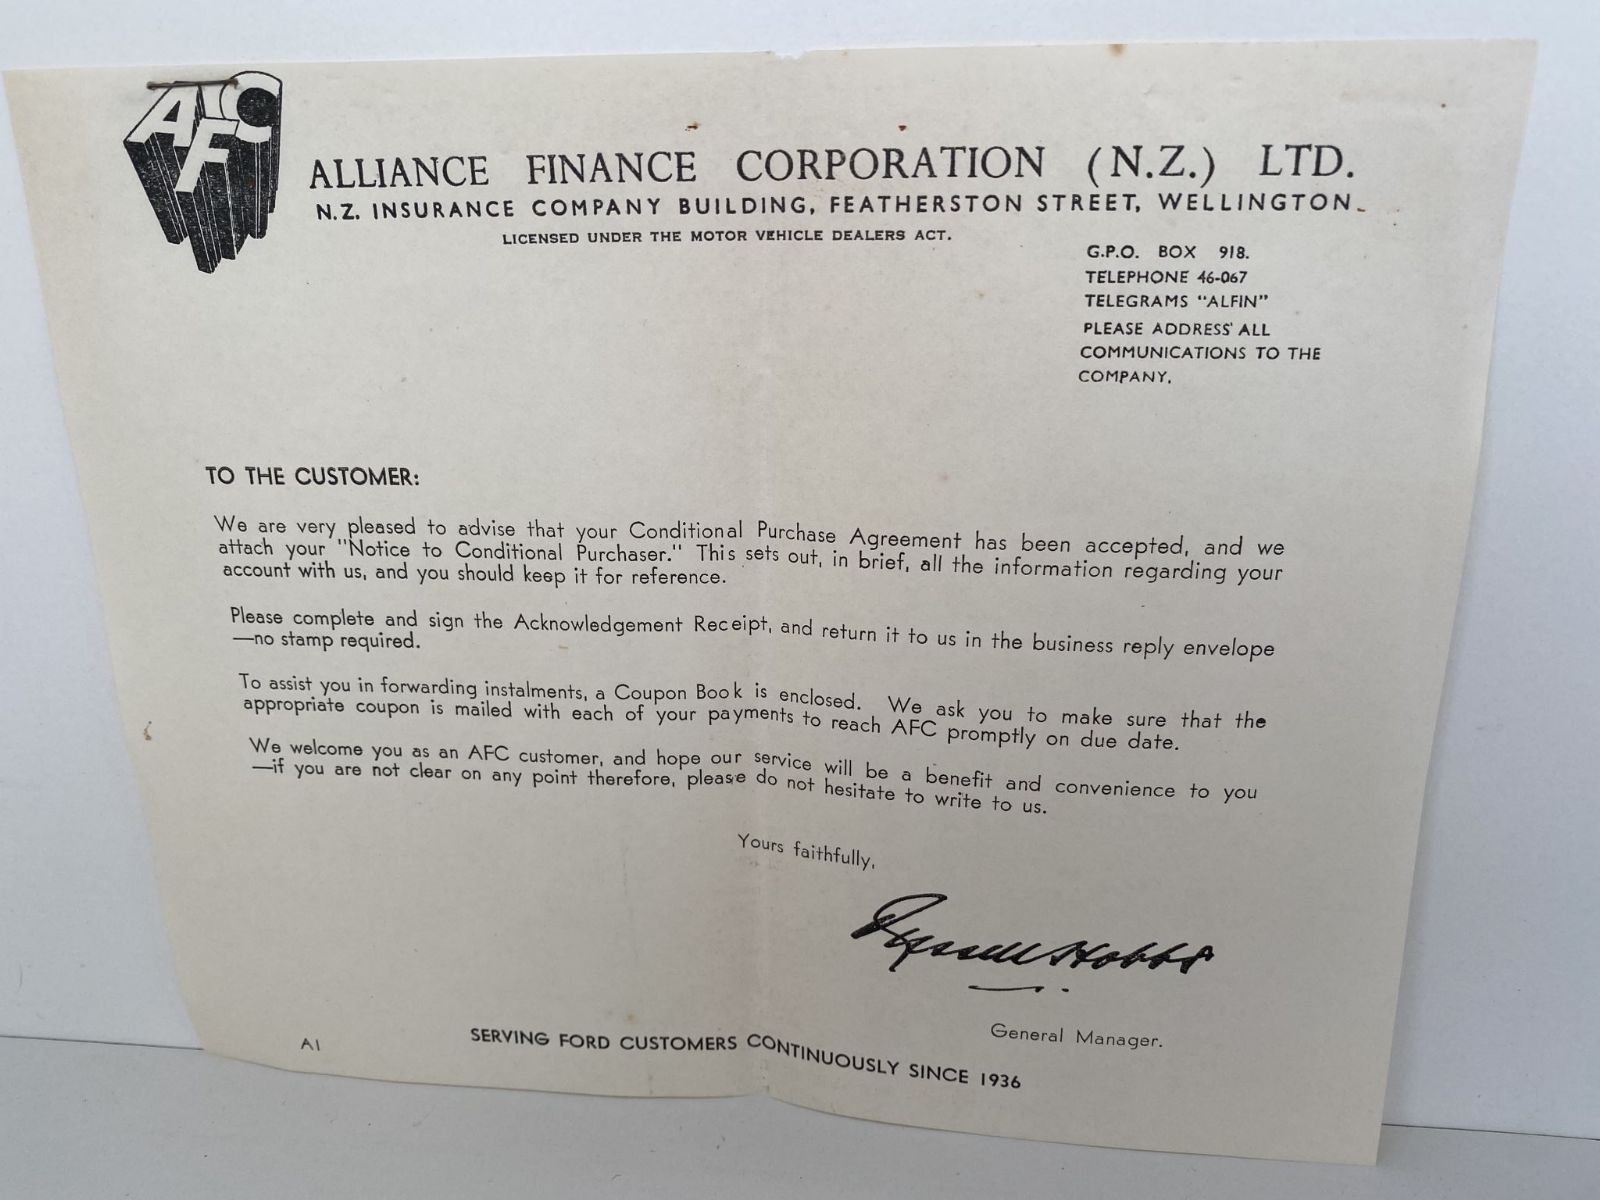 AFC
ALLIANCE FINANCE CORPORATION (N.Z.) LTD.
N.Z. INSURANCE COMPANY BUILDING, FEATHERSTON STREET, WELLINGTON.
LICENSED UNDER THE MOTOR VEHICLE DEALERS ACT.
G.P.O. BOX 918.
TELEPHONE 46-067
TELEGRAMS "ALFIN"
PLEASE ADDRESS ALL
COMMUNICATIONS TO THE
COMPANY.
TO THE CUSTOMER:
We are very pleased to advise that your Conditional Purchase Agreement has been accepted, and we
attach your "Notice to Conditional Purchaser." This sets out, in brief, all the information regarding your
account with us, and you should keep it for reference.
Please complete and sign the Acknowledgement Receipt, and return it to us in the business reply envelope
—no stamp required.
To assist you in forwarding instalments, a Coupon Book is enclosed. We ask you to make sure that the
appropriate coupon is mailed with each of your payments to reach AFC promptly on due date.
We welcome you as an AFC customer, and hope our service will be a benefit and convenience to you
—if you are not clear on any point therefore, please do not hesitate to write to us.
Yours faithfully,
Russell Hobbs
General Manager.
A1
SERVING FORD CUSTOMERS CONTINUOUSLY SINCE 1936